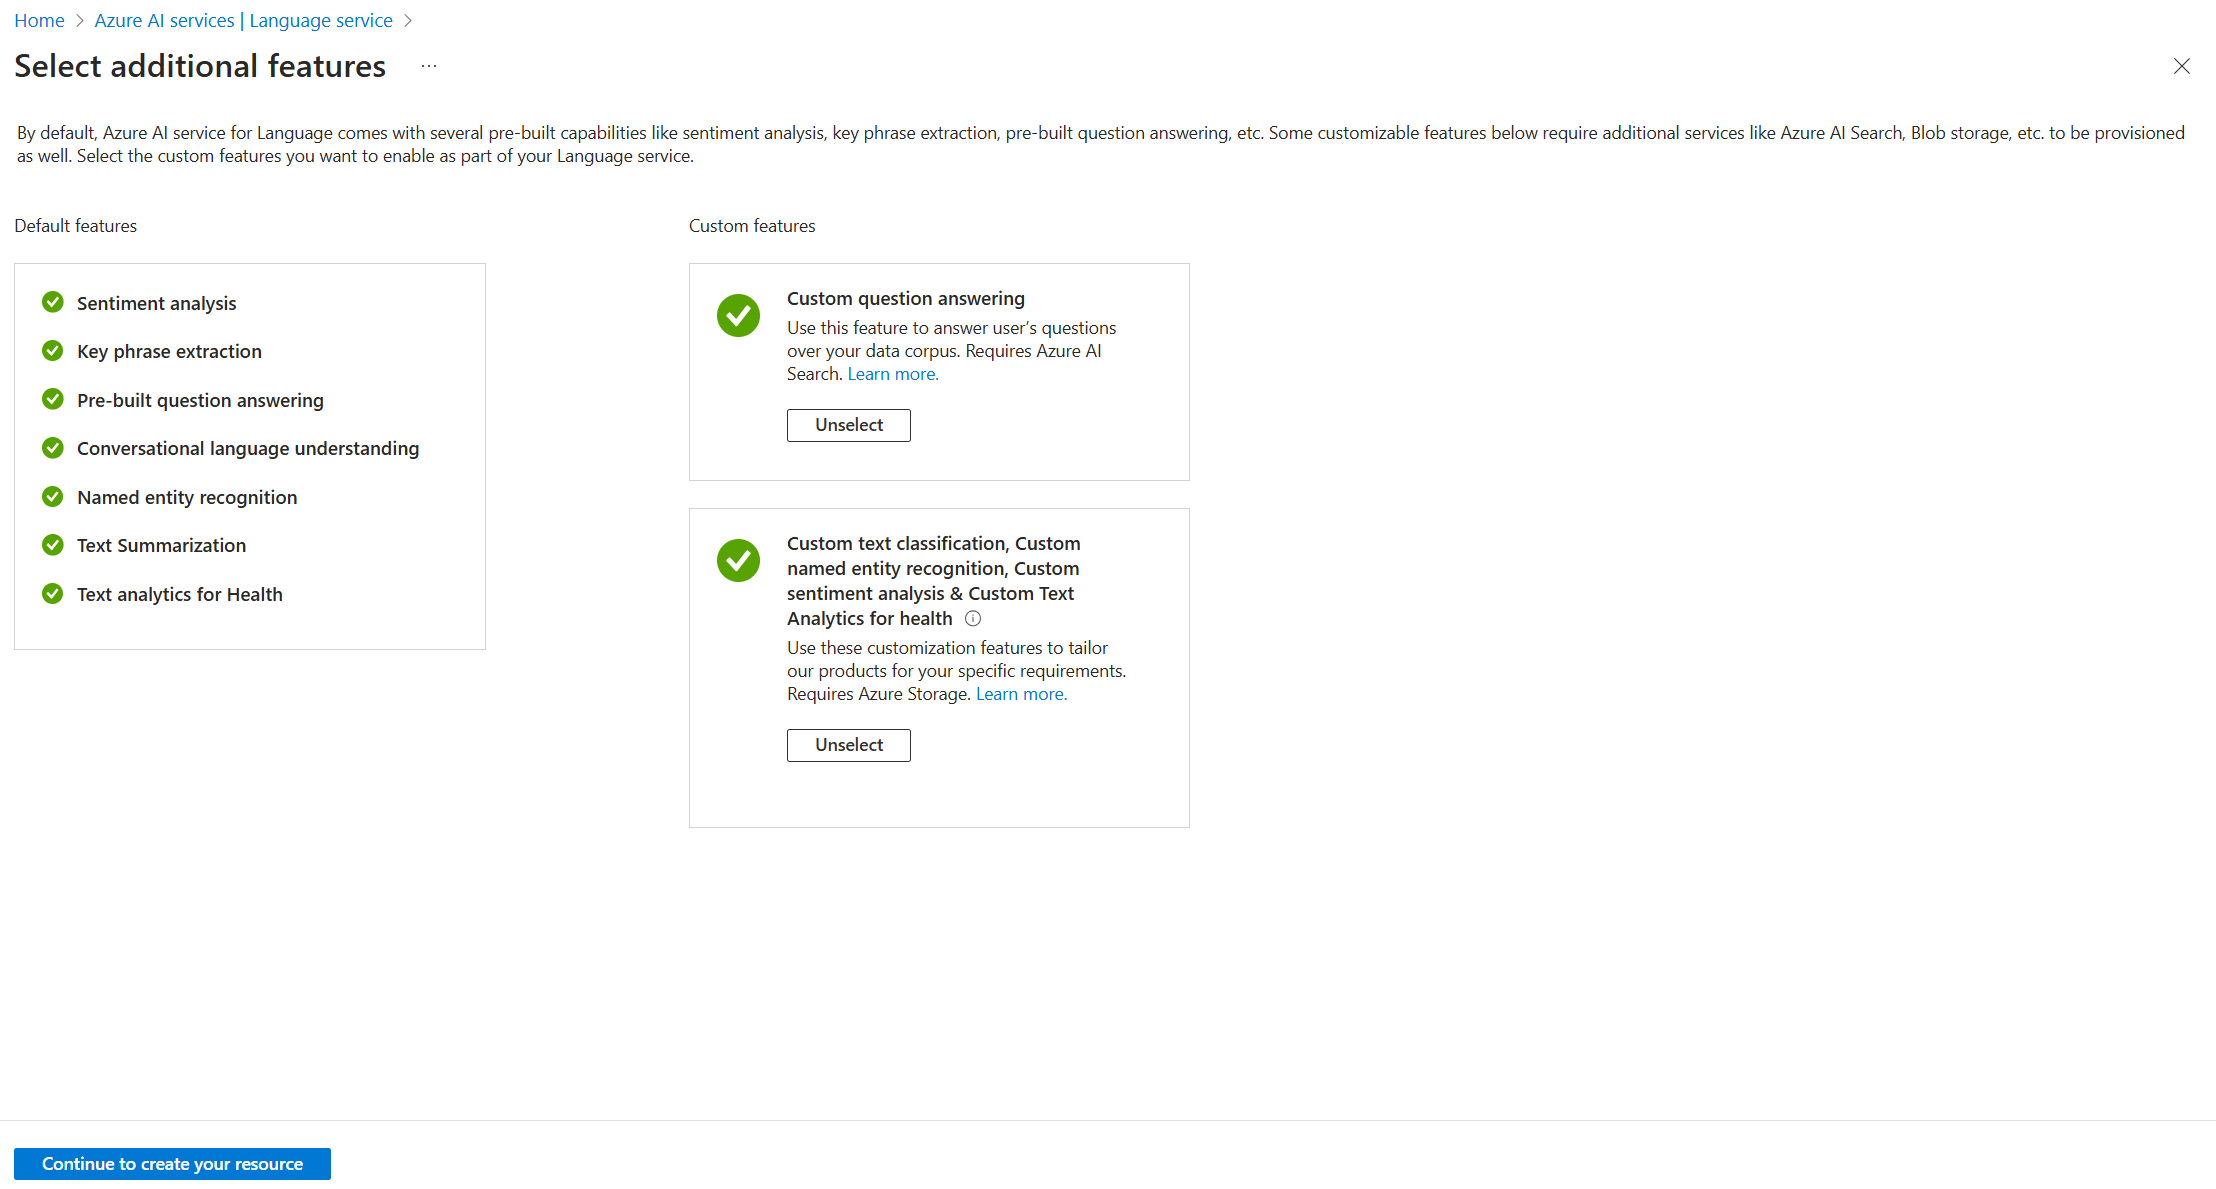 Home > Azure AI services | Language service >
Select additional features ...
By default, Azure AI service for Language comes with several pre-built capabilities like sentiment analysis, key phrase extraction, pre-built question answering, etc. Some customizable features below require additional services like Azure AI Search, Blob storage, etc. to be provisioned
as well. Select the custom features you want to enable as part of your Language service.
Default features
Sentiment analysis
Key phrase extraction
Pre-built question answering
Conversational language understanding
Named entity recognition
Text Summarization
Text analytics for Health
Custom features
Custom question answering
Use this feature to answer user’s questions
over your data corpus. Requires Azure AI
Search. Learn more.
Unselect
Custom text classification, Custom
named entity recognition, Custom
sentiment analysis & Custom Text
Analytics for health
Use these customization features to tailor
our products for your specific requirements.
Requires Azure Storage. Learn more.
Unselect
Continue to create your resource